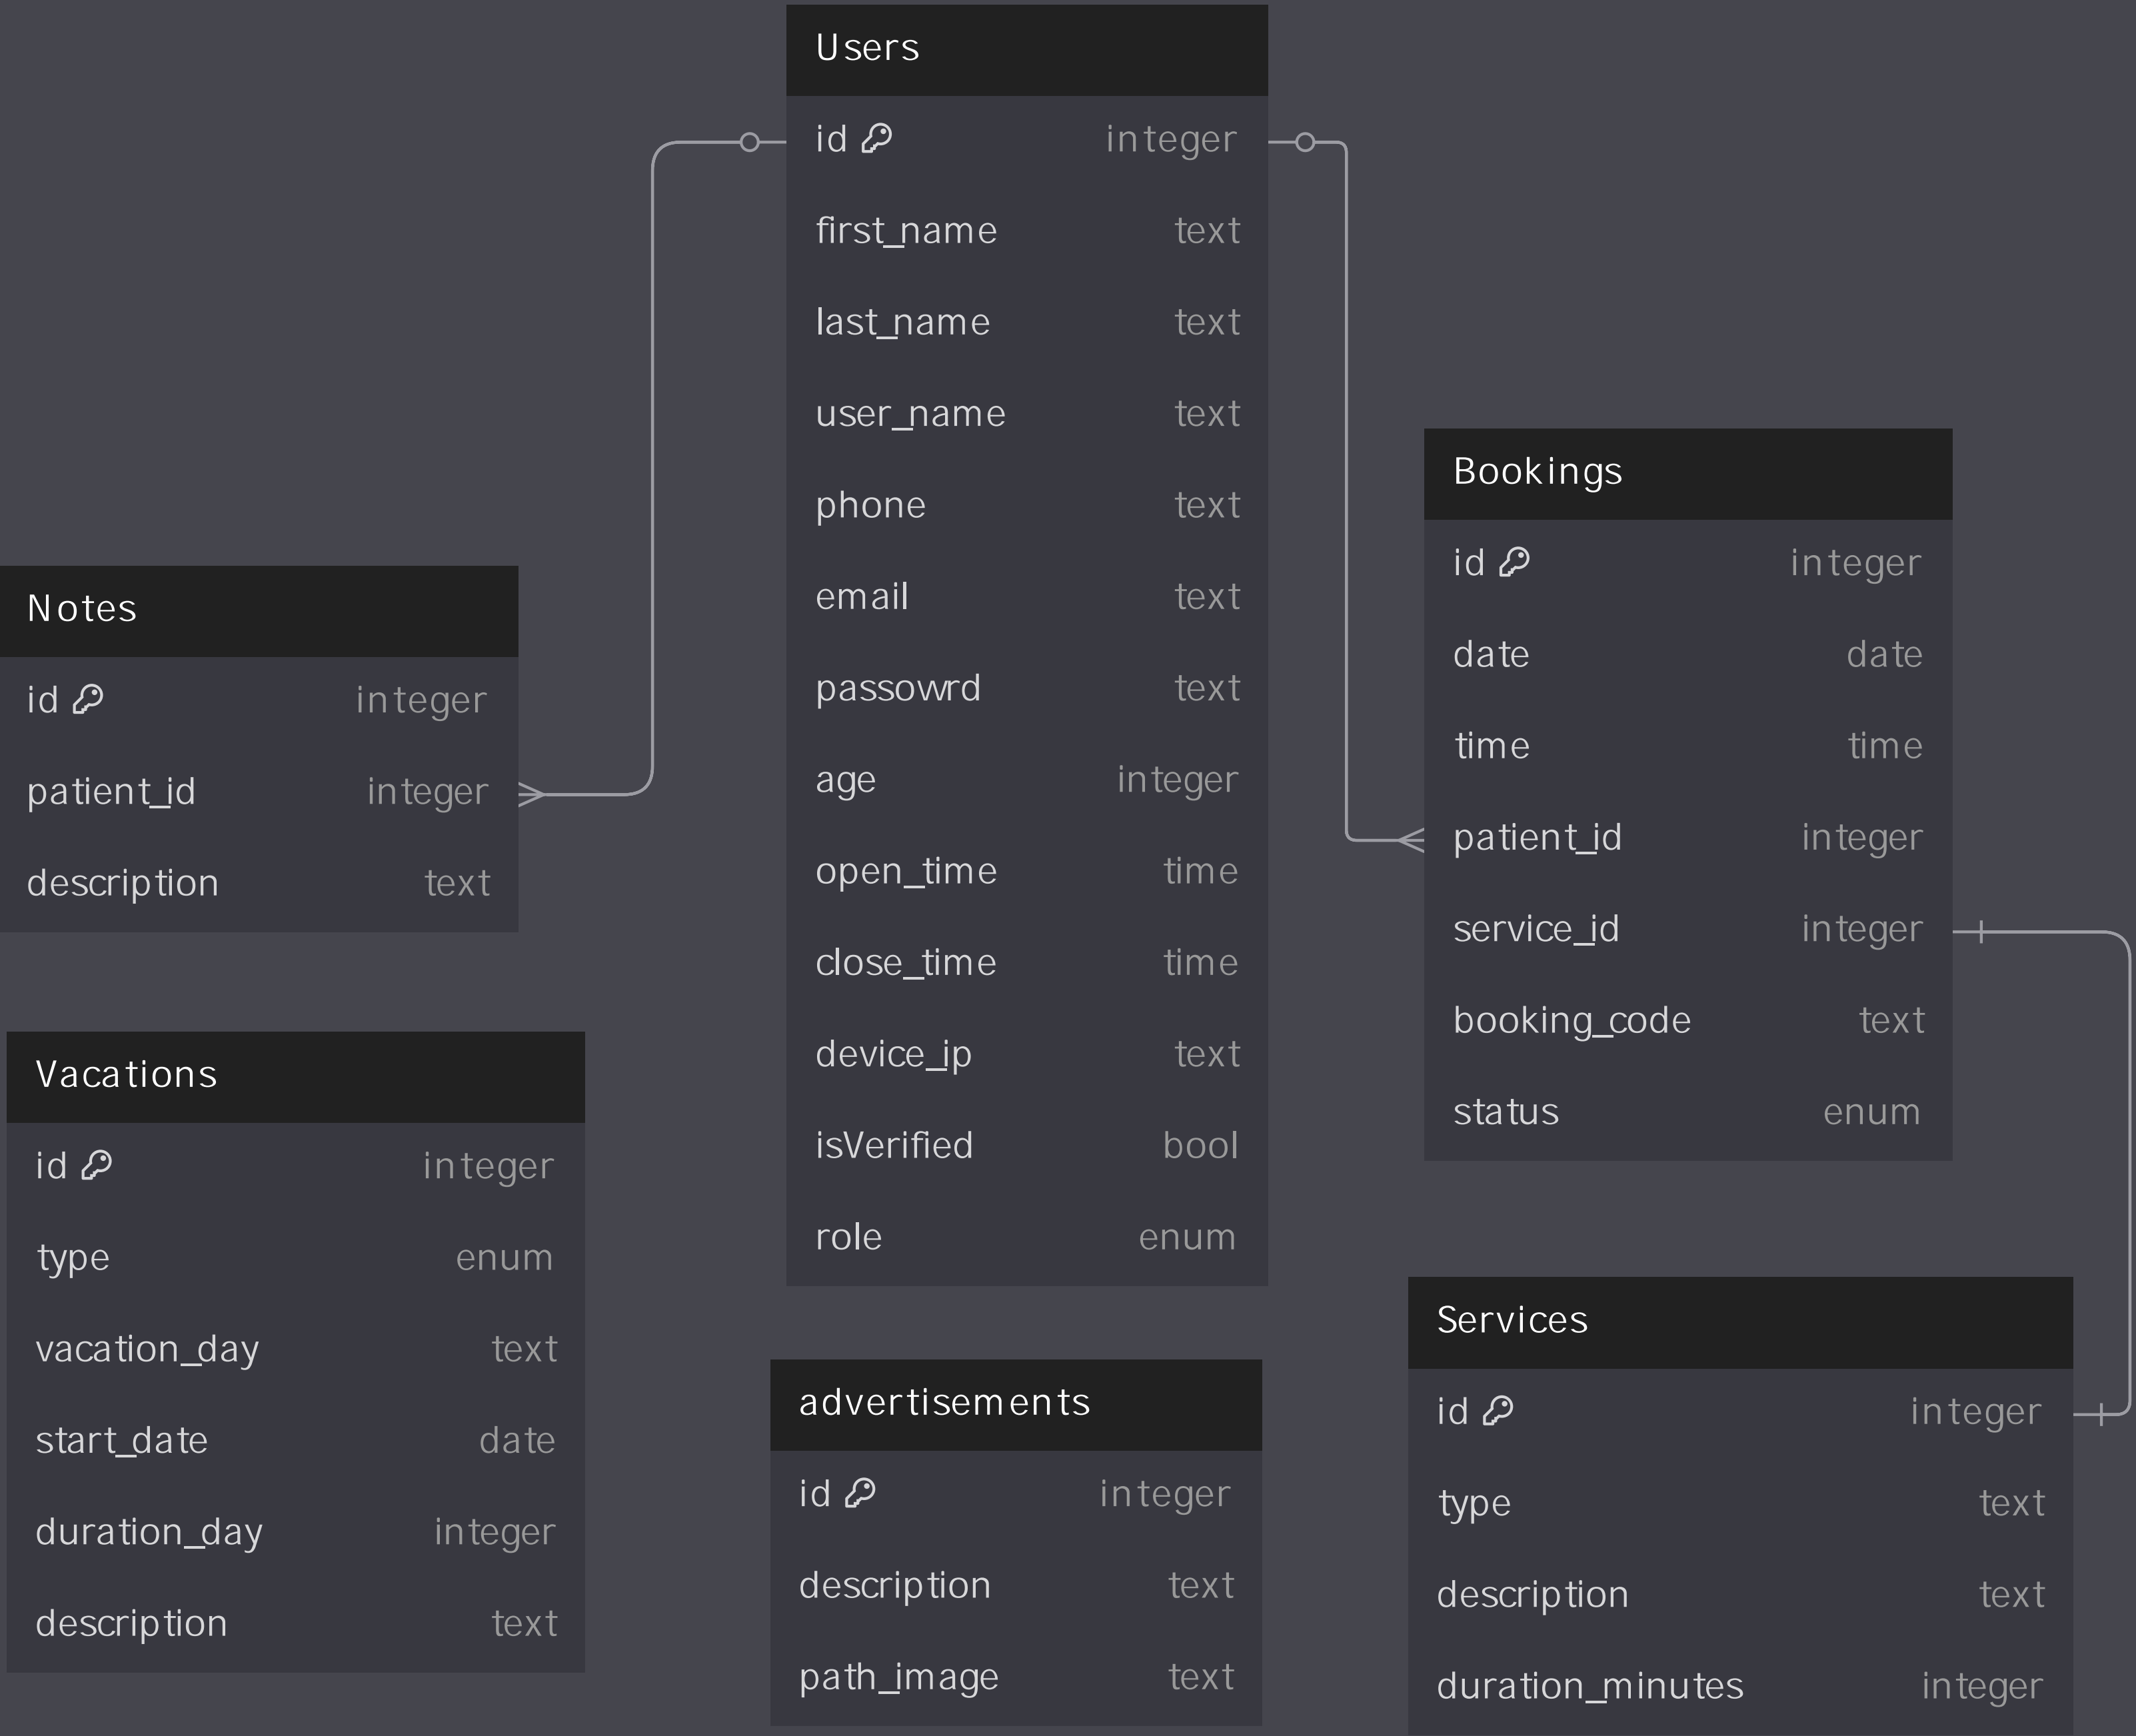 Users
id integer
first_name text
last_name text
user_name text
phone text
email text
passowrd text
age integer
open_time time
close_time time
device_ip text
isVerified bool
role enum
Bookings
id integer
date date
time time
patient_id integer
service_id integer
booking_code text
status enum
Notes
id integer
patient_id integer
description text
Vacations
id integer
type enum
vacation_day text
start_date date
duration_day integer
description text
advertisements
id integer
description text
path_image text
Services
id integer
type text
description text
duration_minutes integer